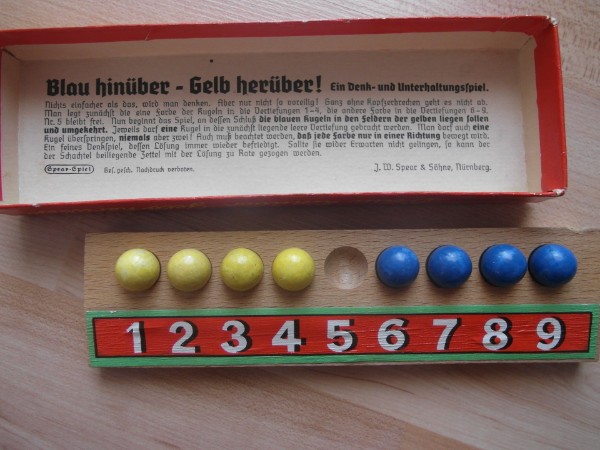 Blau hinüber - Gelb herüber! Ein Denk- und Unterhaltungsspiel.
Nichts einfacher als das, wird man denken. Aber nur nicht so voreilig! Ganz ohne Kopfzerbrechen geht es nicht ab.
Man legt zunächst die eine Farbe der Kugeln in die Vertiefungen 1-4, die andere Farbe in die Vertiefungen 6-9.
Nr. 5 bleibt frei. Nun beginnt das Spiel, an dessen Schluß die blauen Kugeln in den Feldern der gelben liegen sollen
und umgekehrt. Jeweils darf eine Kugel in die zunächst liegende leere Vertiefung gebracht werden. Man darf auch eine
Kugel überspringen, niemals aber zwei! Auch muß beachtet werden, daß jede Farbe nur in einer Richtung bewegt wird.
Ein feines Denkspiel, dessen Lösung immer wieder befriedigt. Sollte sie wider Erwarten nicht gelingen, so kann der
der Schachtel beiliegende Zettel mit der Lösung zu Rate gezogen werden.
Spear-Spiel Ges. gesch. Nachdruck verboten. J. W. Spear & Söhne, Nürnberg.
1 2 3 4 5 6 7 8 9